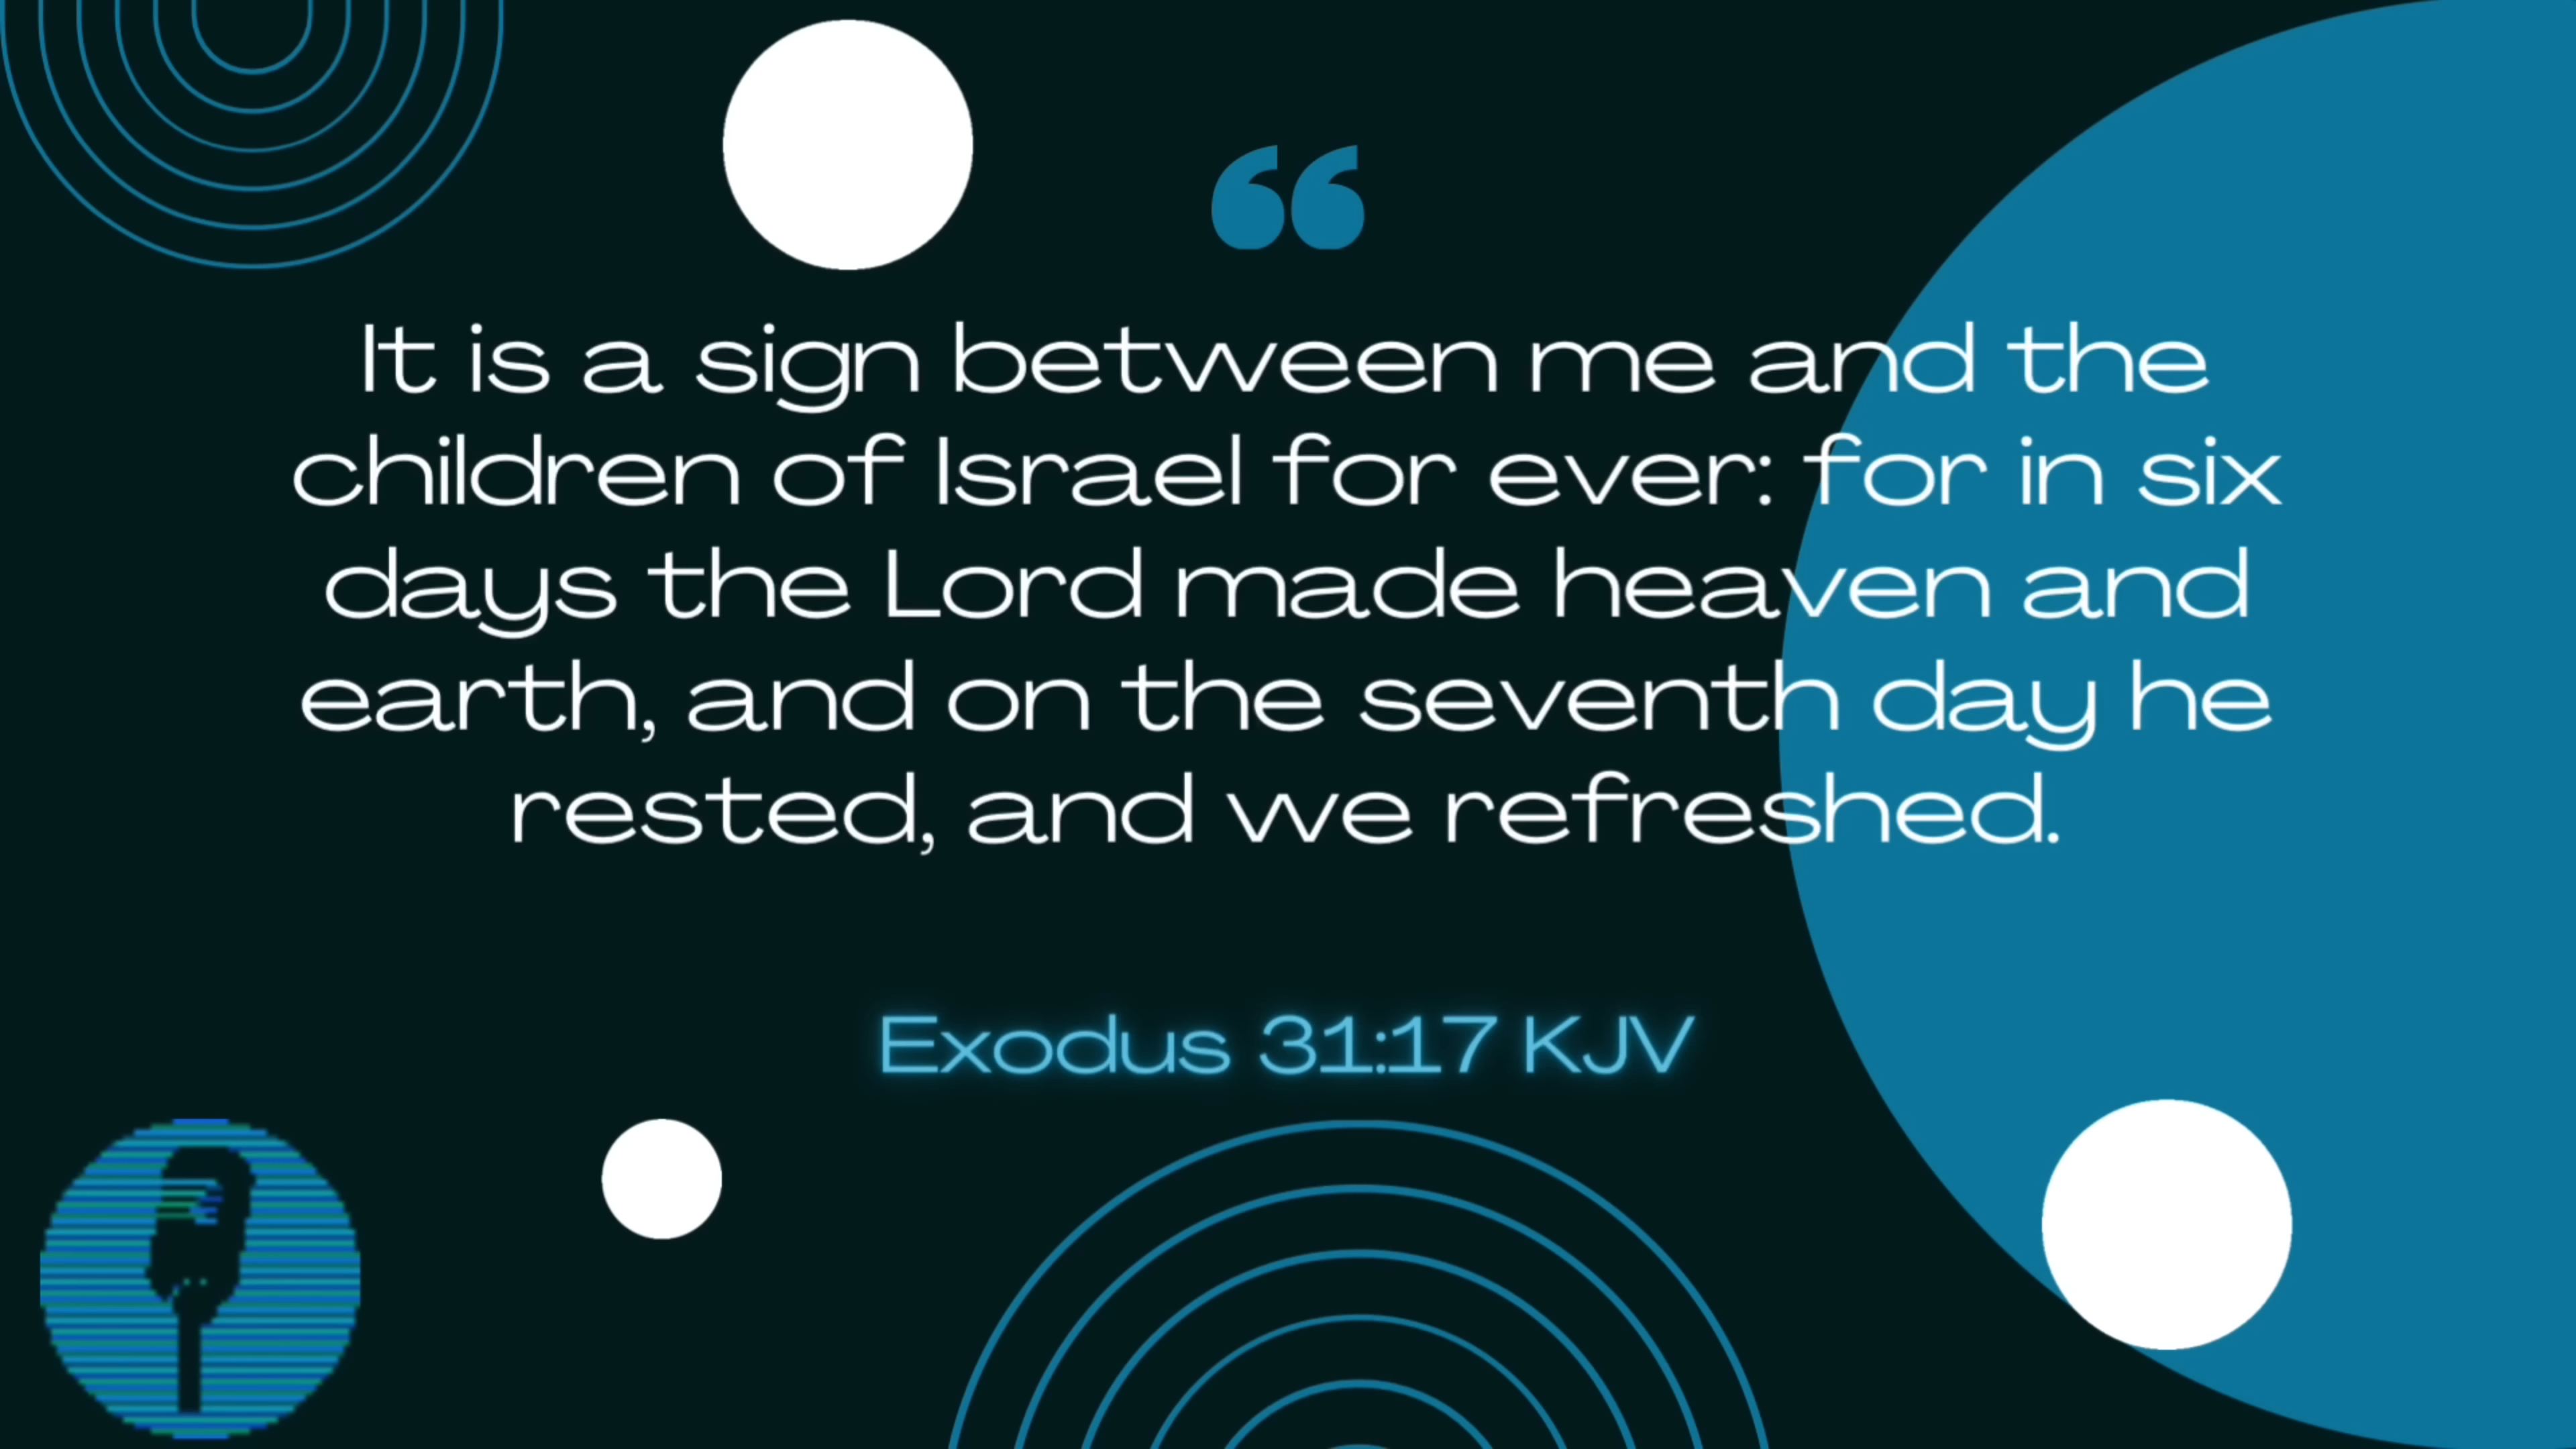 “
It is a sign between me and the
children of Israel for ever: for in six
days the Lord made heaven and
earth, and on the seventh day he
rested, and we refreshed.
Exodus 31:17 KJV